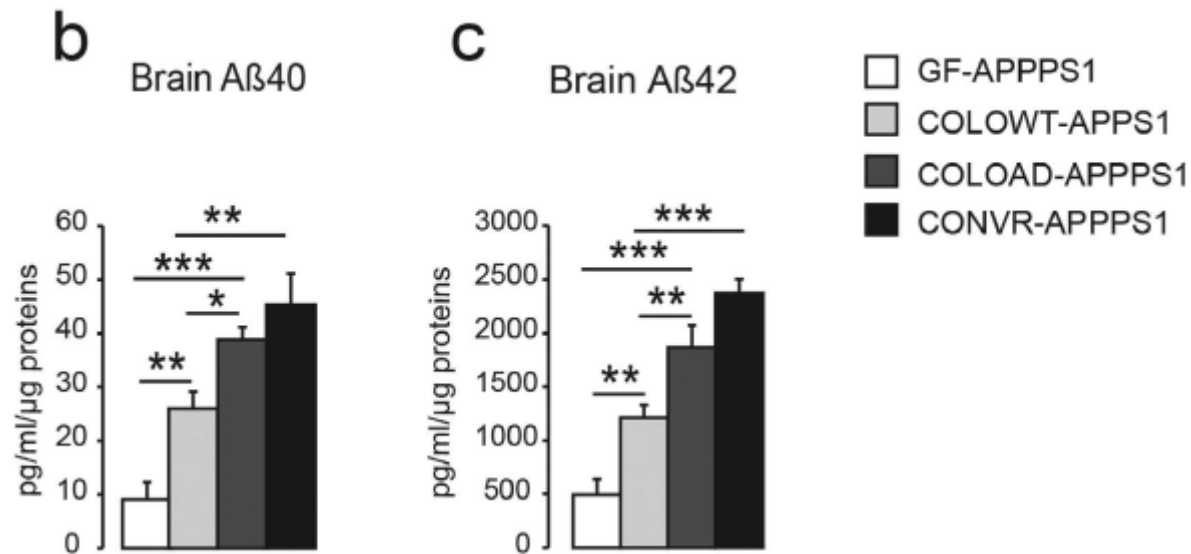 b
Brain Aß40
pg/ml/µg proteins
60
50
40
30
20
10
0
**
***
*
**
c
Brain Aß42
pg/ml/µg proteins
3000
2500
2000
1500
1000
500
0
***
***
**
**
GF-APPPS1
COLOWT-APPS1
COLOAD-APPPS1
CONVR-APPPS1